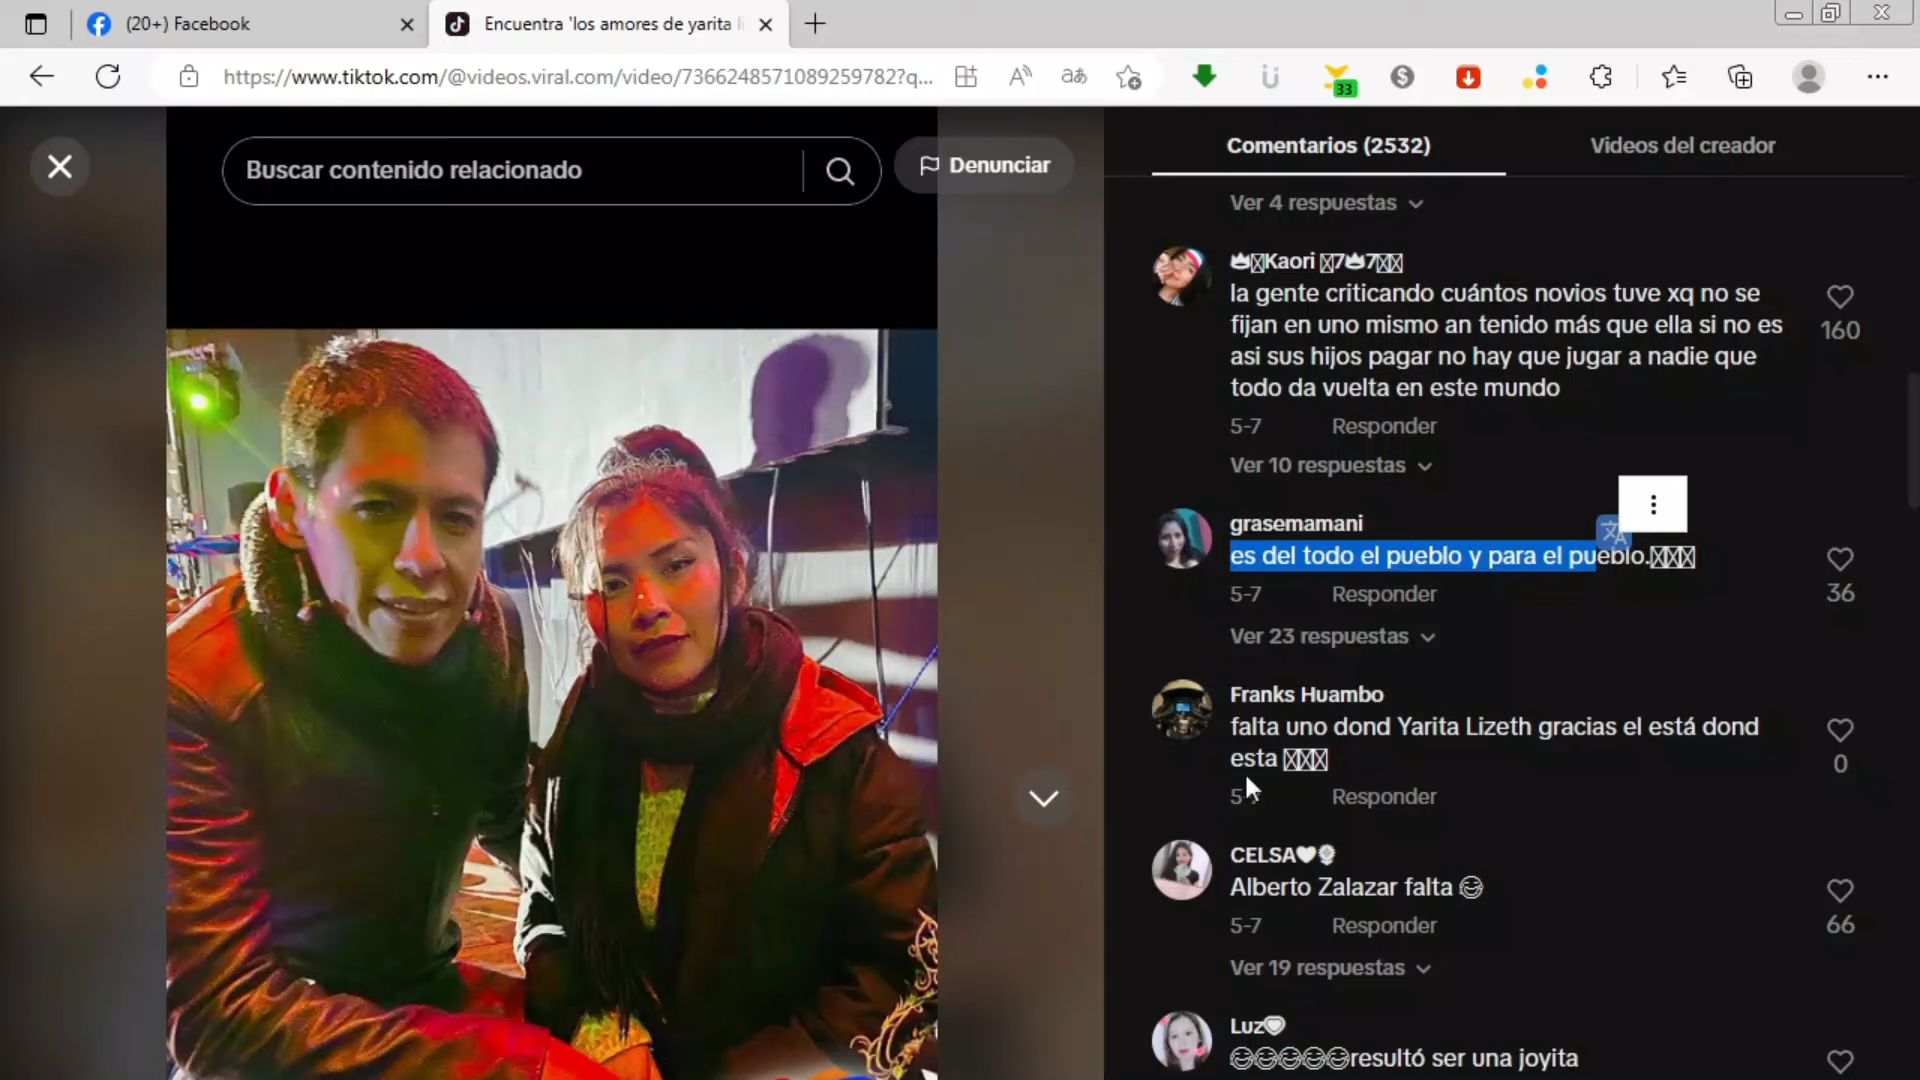 (20+) Facebook
Encuentra 'los amores de yarita li
https://www.tiktok.com/@videos.viral.com/video/7366248571089259782?q...
33
Buscar contenido relacionado
Denunciar
Comentarios (2532)
Videos del creador
Ver 4 respuestas
Kaori 77
la gente criticando cuántos novios tuve xq no se
fijan en uno mismo an tenido más que ella si no es
asi sus hijos pagar no hay que jugar a nadie que
todo da vuelta en este mundo
160
5-7 Responder
Ver 10 respuestas
grasemamani
es del todo el pueblo y para el pueblo.
36
5-7 Responder
Ver 23 respuestas
Franks Huambo
falta uno dond Yarita Lizeth gracias el está dond
esta
0
5-7 Responder
CELSA
Alberto Zalazar falta 😂
66
5-7 Responder
Ver 19 respuestas
Luz
😂😂😂😂😂resultó ser una joyita